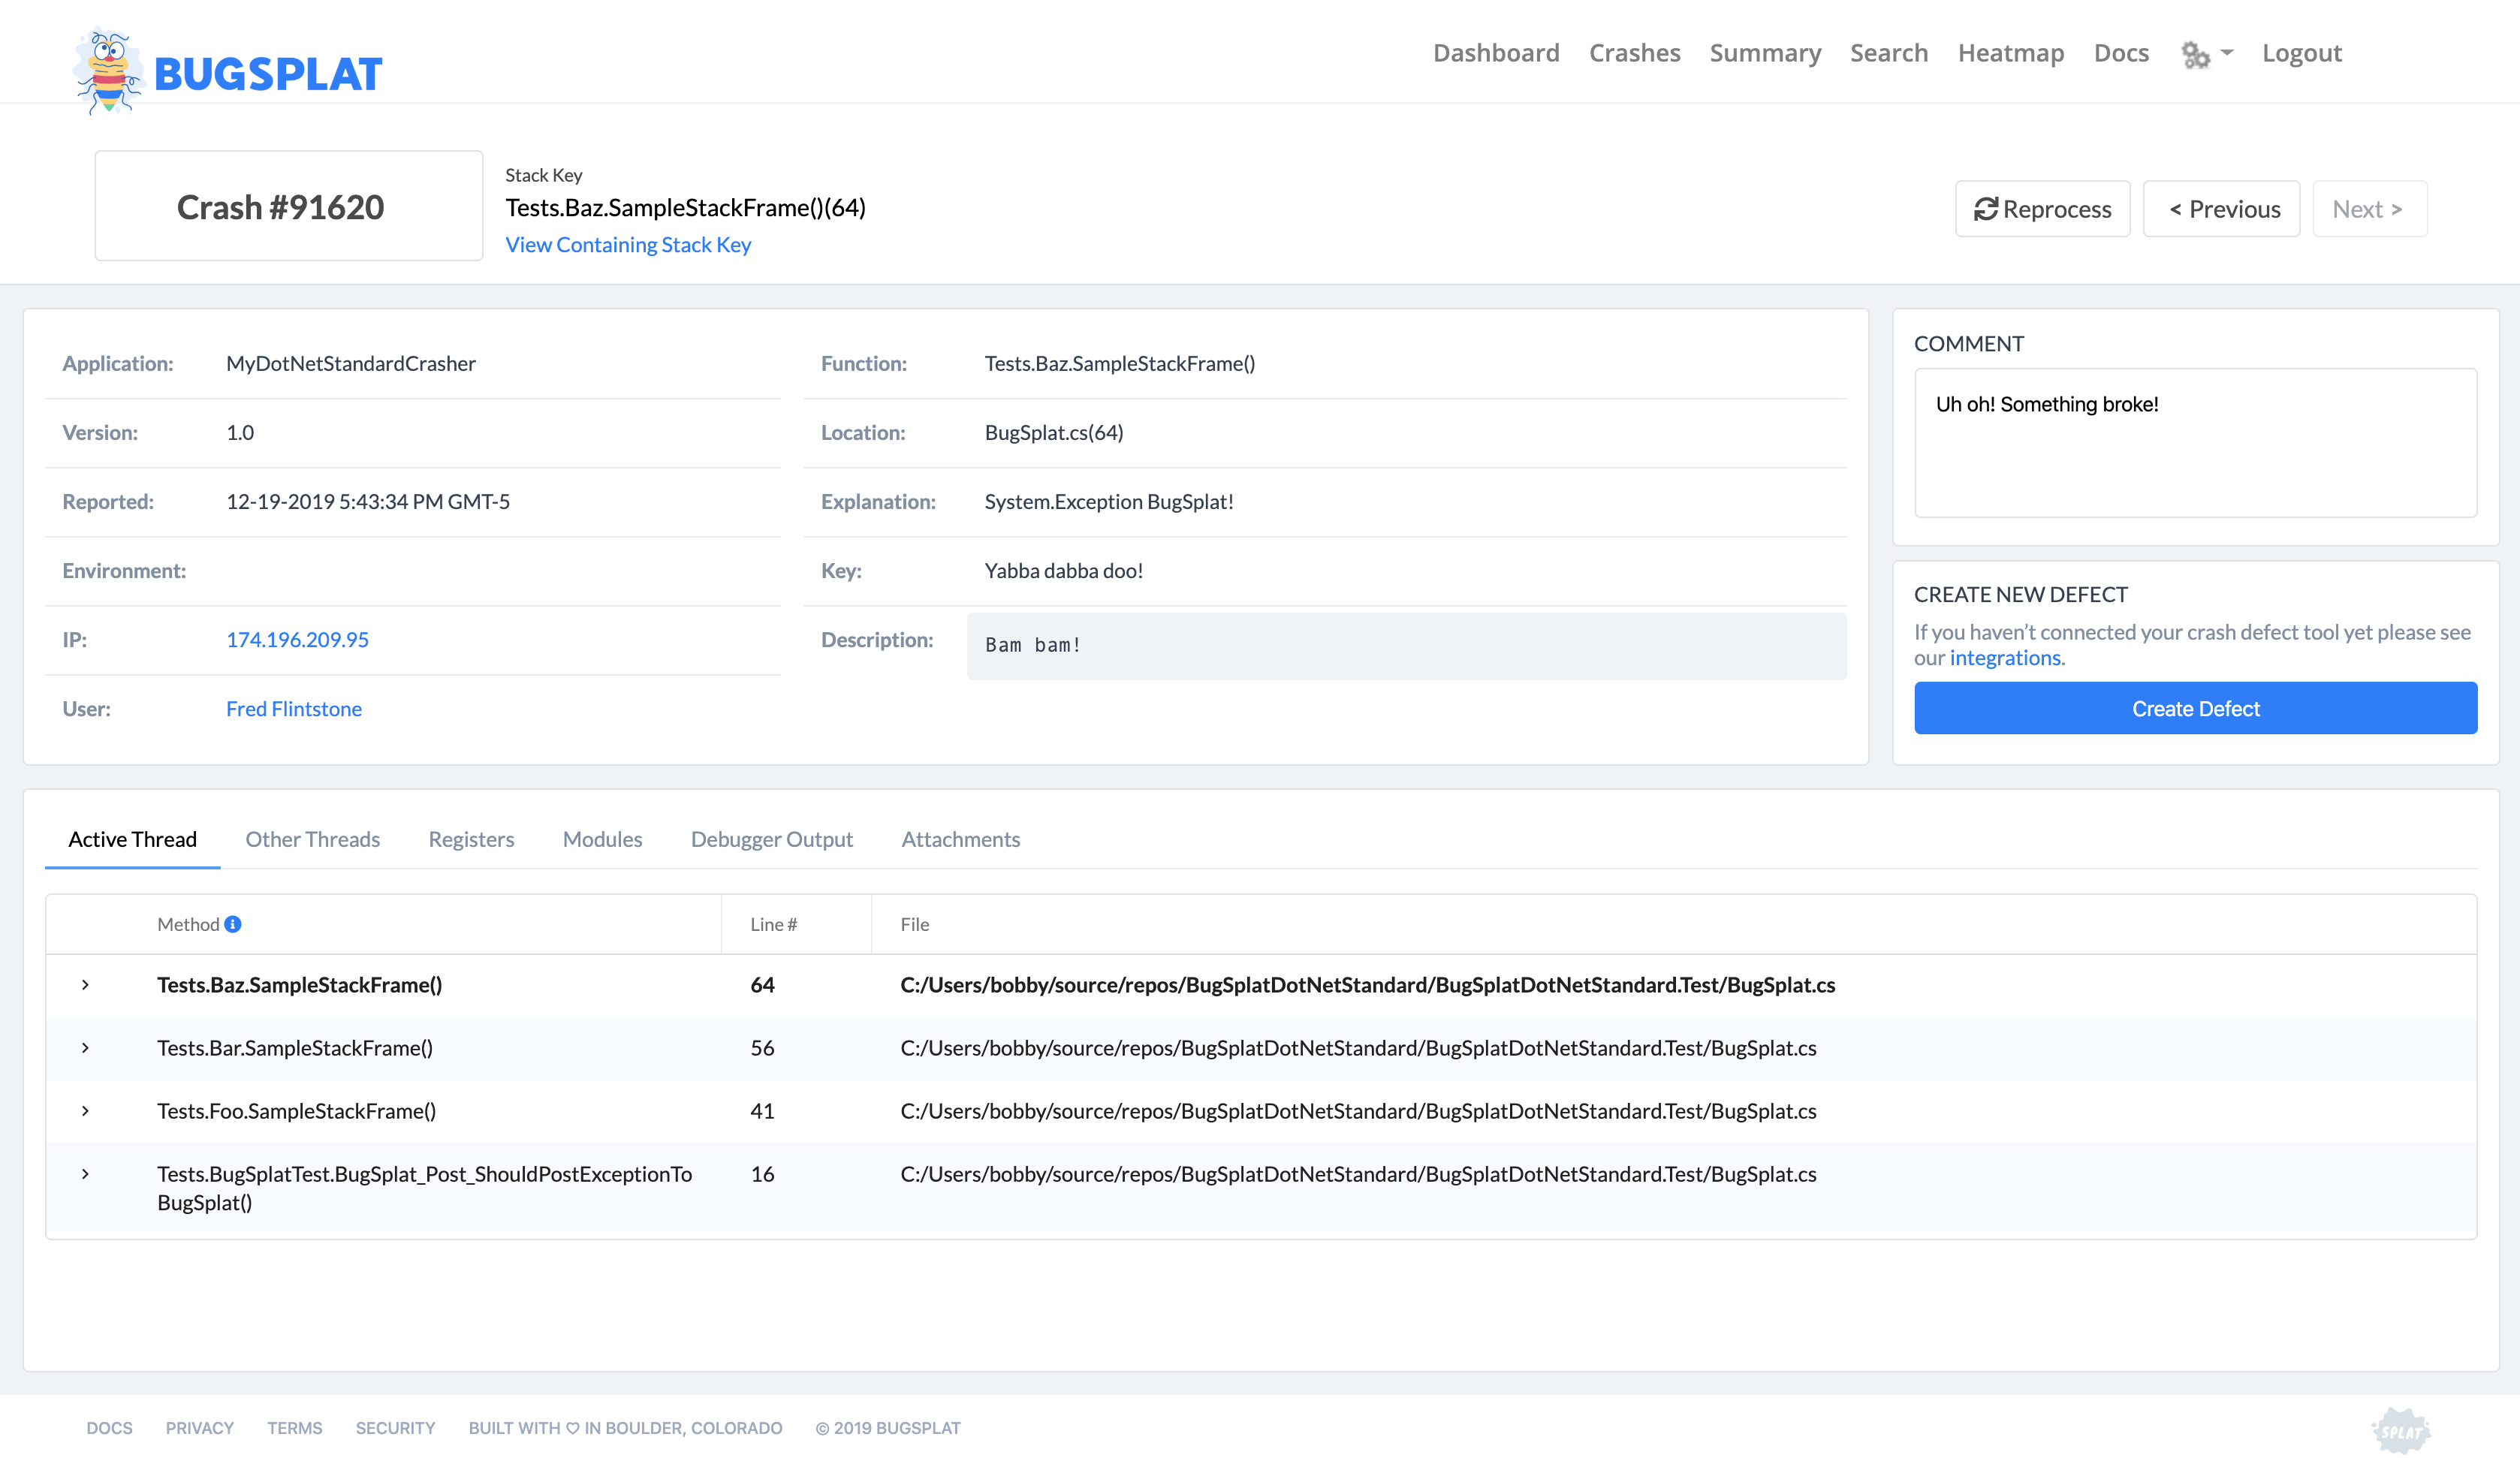 BUGSPLAT
Dashboard Crashes Summary Search Heatmap Docs Logout
Crash #91620
Stack Key
Tests.Baz.SampleStackFrame()(64)
View Containing Stack Key
Reprocess
< Previous
Next >
Application: MyDotNetStandardCrasher
Version: 1.0
Reported: 12-19-2019 5:43:34 PM GMT-5
Environment:
IP: 174.196.209.95
User: Fred Flintstone
Function: Tests.Baz.SampleStackFrame()
Location: BugSplat.cs(64)
Explanation: System.Exception BugSplat!
Key: Yabba dabba doo!
Description: Bam bam!
COMMENT
Uh oh! Something broke!
CREATE NEW DEFECT
If you haven’t connected your crash defect tool yet please see
our integrations.
Create Defect
Active Thread Other Threads Registers Modules Debugger Output Attachments
Method Line # File
Tests.Baz.SampleStackFrame() 64 C:/Users/bobby/source/repos/BugSplatDotNetStandard/BugSplatDotNetStandard.Test/BugSplat.cs
Tests.Bar.SampleStackFrame() 56 C:/Users/bobby/source/repos/BugSplatDotNetStandard/BugSplatDotNetStandard.Test/BugSplat.cs
Tests.Foo.SampleStackFrame() 41 C:/Users/bobby/source/repos/BugSplatDotNetStandard/BugSplatDotNetStandard.Test/BugSplat.cs
Tests.BugSplatTest.BugSplat_Post_ShouldPostExceptionTo 16 C:/Users/bobby/source/repos/BugSplatDotNetStandard/BugSplatDotNetStandard.Test/BugSplat.cs
BugSplat()
DOCS PRIVACY TERMS SECURITY BUILT WITH ♡ IN BOULDER, COLORADO © 2019 BUGSPLAT
SPLAT